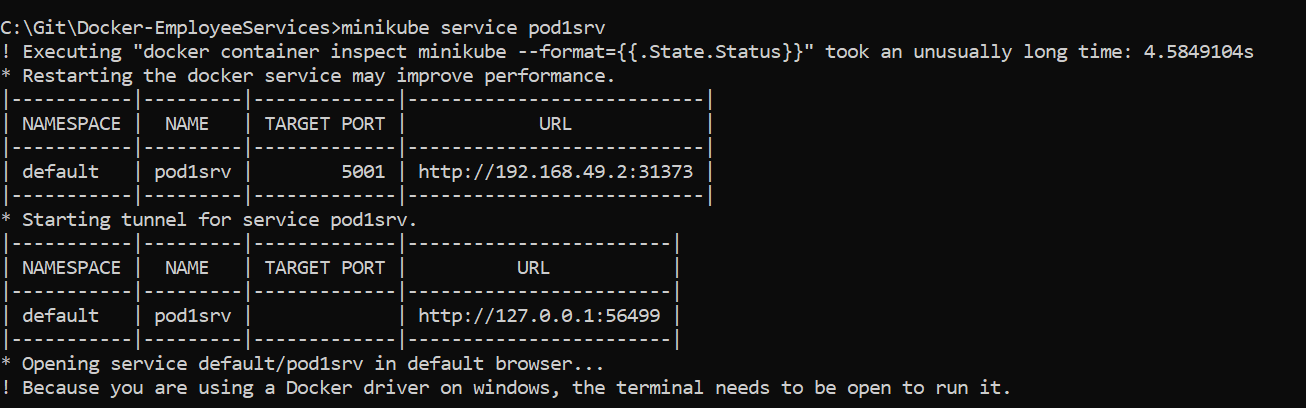 C:\Git\Docker-EmployeeServices>minikube service pod1srv
! Executing "docker container inspect minikube --format={{.State.Status}}" took an unusually long time: 4.5849104s
* Restarting the docker service may improve performance.
|-----------|---------|-------------|---------------------------|
| NAMESPACE |  NAME   | TARGET PORT |            URL            |
|-----------|---------|-------------|---------------------------|
| default   | pod1srv |        5001 | http://192.168.49.2:31373 |
|-----------|---------|-------------|---------------------------|
* Starting tunnel for service pod1srv.
|-----------|---------|-------------|------------------------|
| NAMESPACE |  NAME   | TARGET PORT |          URL           |
|-----------|---------|-------------|------------------------|
| default   | pod1srv |             | http://127.0.0.1:56499 |
|-----------|---------|-------------|------------------------|
* Opening service default/pod1srv in default browser...
! Because you are using a Docker driver on windows, the terminal needs to be open to run it.